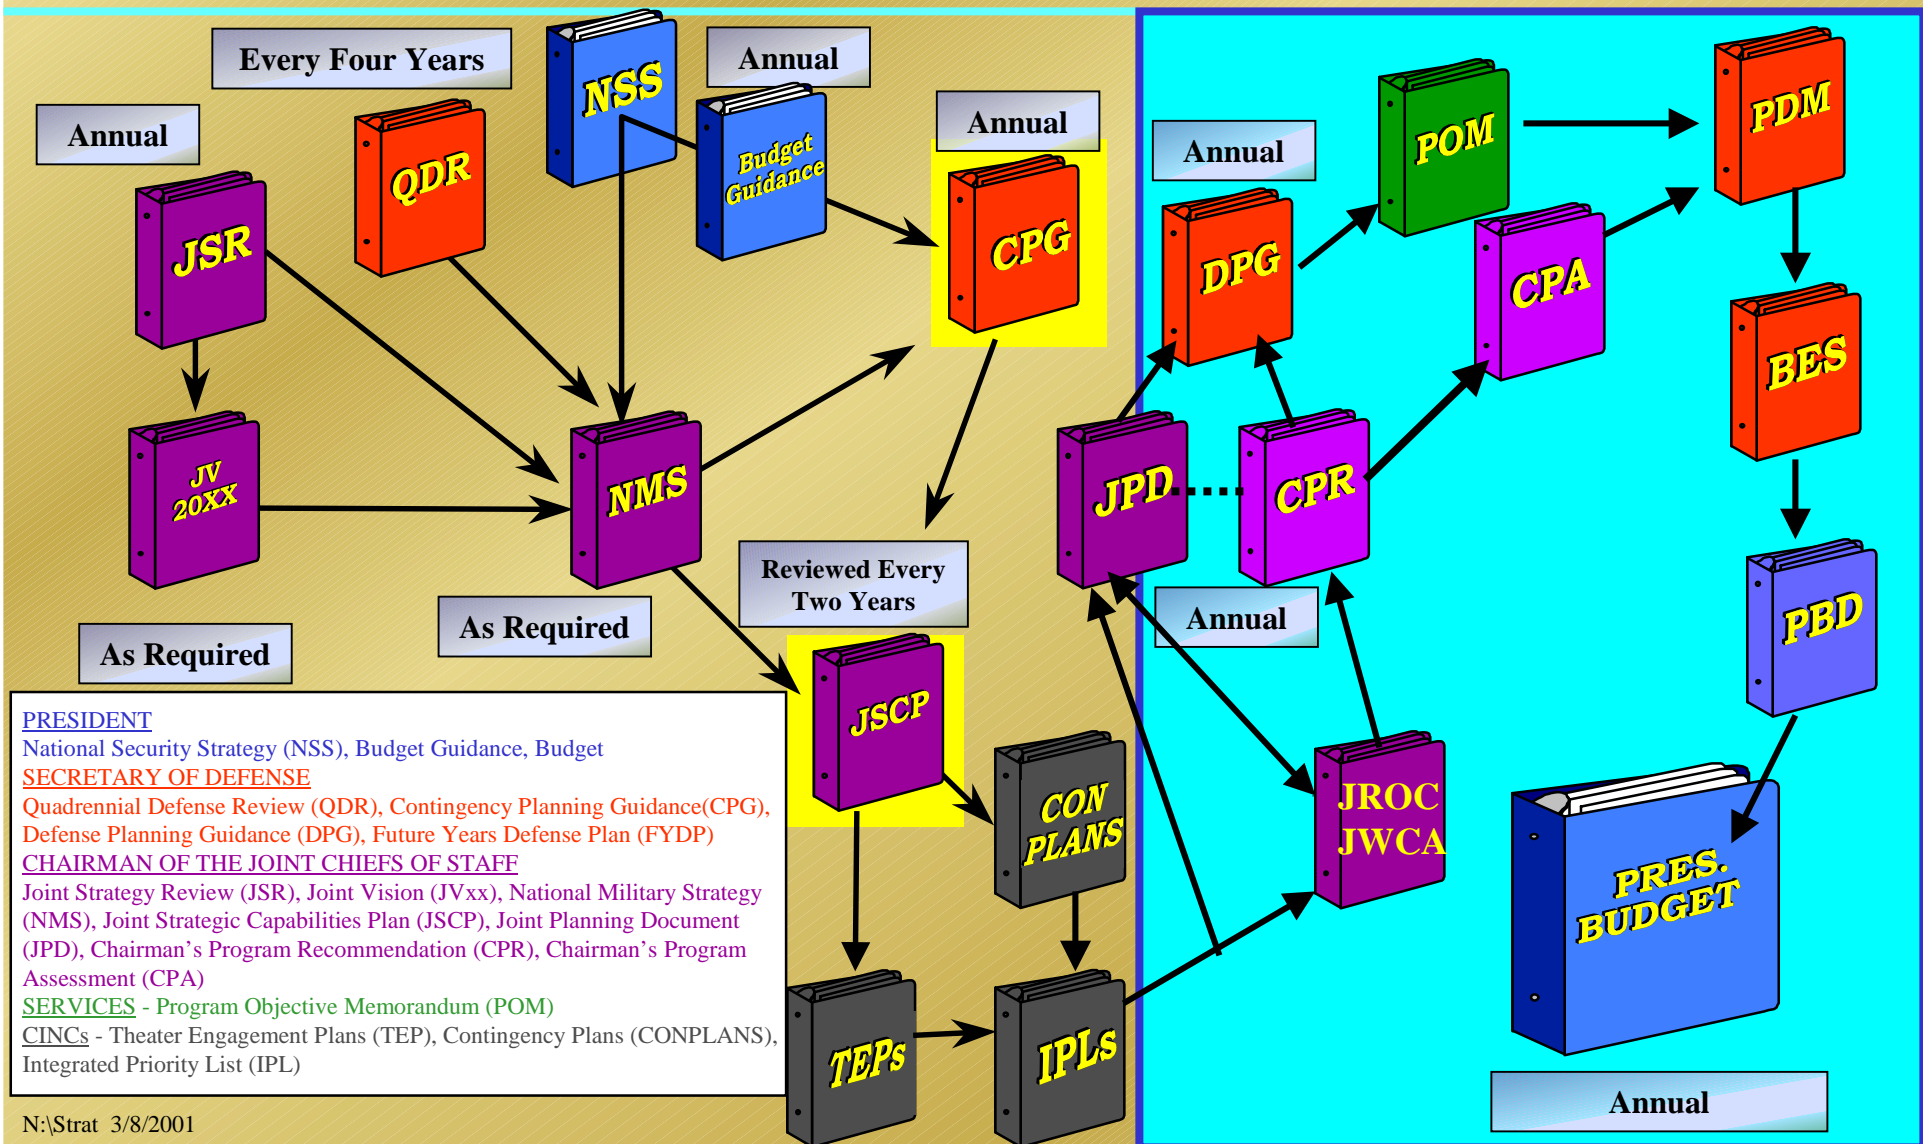 Every Four Years
NSS
Annual
Annual
QDR
Budget
Guidance
Annual
JSR
CPG
JV
20XX
NMS
As Required
As Required
Reviewed Every
Two Years
JSCP
CON
PLANS
TEPs
IPLs
Annual
DPG
POM
PDM
CPA
BES
JPD
CPR
Annual
PBD
JROC
JWCA
PRES.
BUDGET
Annual
PRESIDENT
National Security Strategy (NSS), Budget Guidance, Budget
SECRETARY OF DEFENSE
Quadrennial Defense Review (QDR), Contingency Planning Guidance(CPG),
Defense Planning Guidance (DPG), Future Years Defense Plan (FYDP)
CHAIRMAN OF THE JOINT CHIEFS OF STAFF
Joint Strategy Review (JSR), Joint Vision (JVxx), National Military Strategy
(NMS), Joint Strategic Capabilities Plan (JSCP), Joint Planning Document
(JPD), Chairman’s Program Recommendation (CPR), Chairman’s Program
Assessment (CPA)
SERVICES - Program Objective Memorandum (POM)
CINCs - Theater Engagement Plans (TEP), Contingency Plans (CONPLANS),
Integrated Priority List (IPL)
N:\Strat 3/8/2001